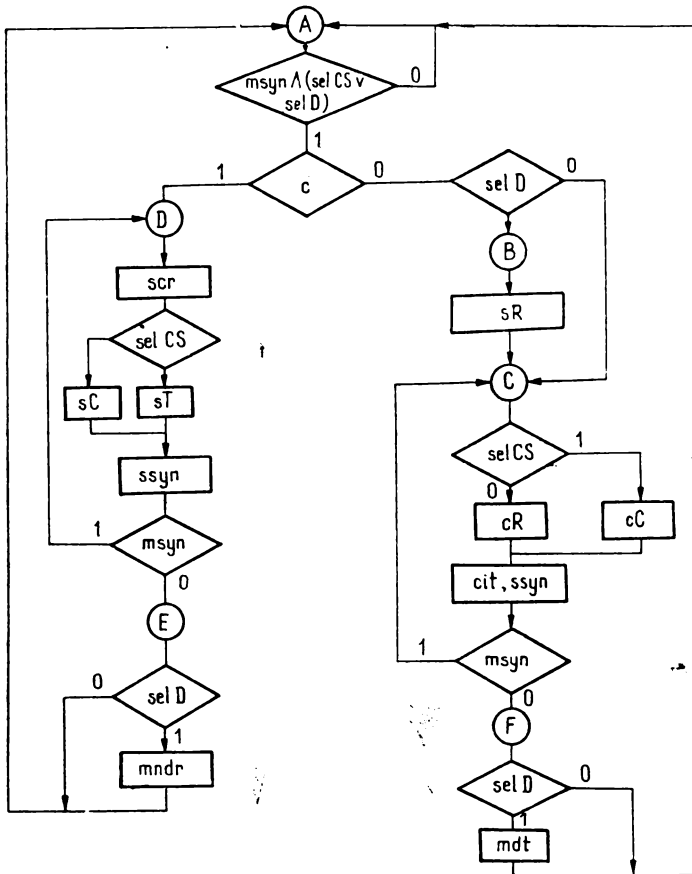 A
msyn Λ (sel CS v
sel D)
0
1
c
1
0
sel D
0
D
B
scr
sR
sel CS
C
sC
sT
sel CS
1
0
ssyn
cR
cC
cit, ssyn
1
msyn
0
1
msyn
0
E
F
0
sel D
1
sel D
0
1
mndr
mdt